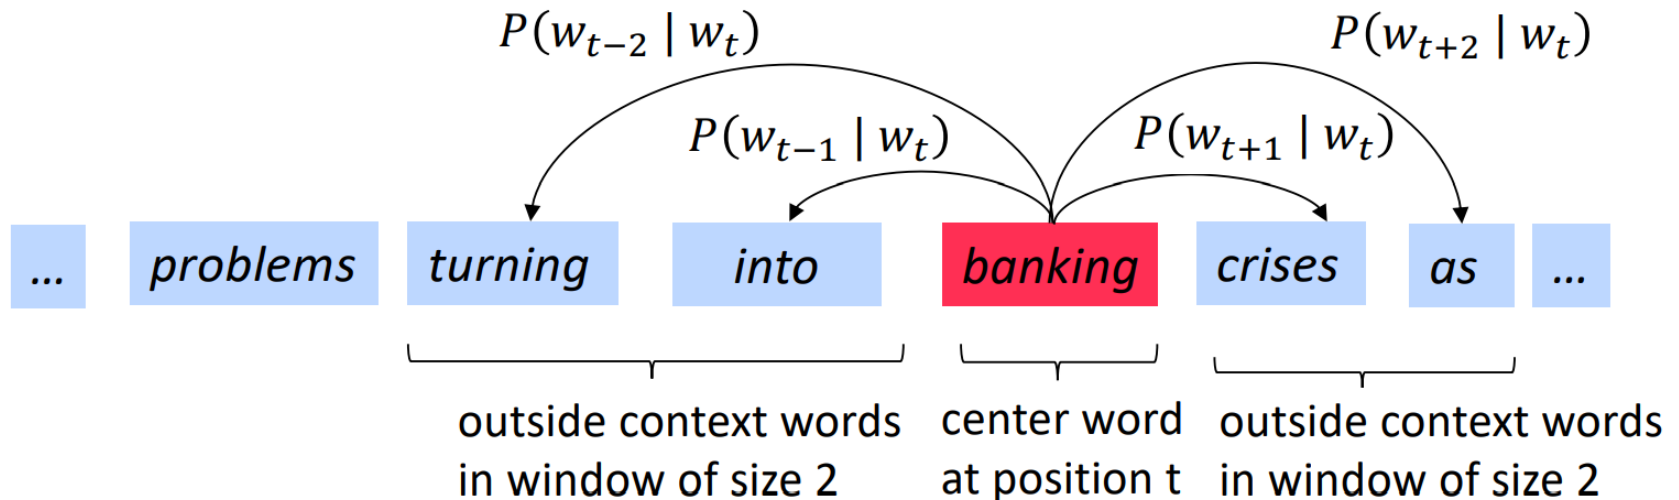 P(w_{t−2} | w_t) P(w_{t+2} | w_t)
P(w_{t−1} | w_t) P(w_{t+1} | w_t)
... problems turning into banking crises as ...
outside context words center word outside context words
in window of size 2 at position t in window of size 2